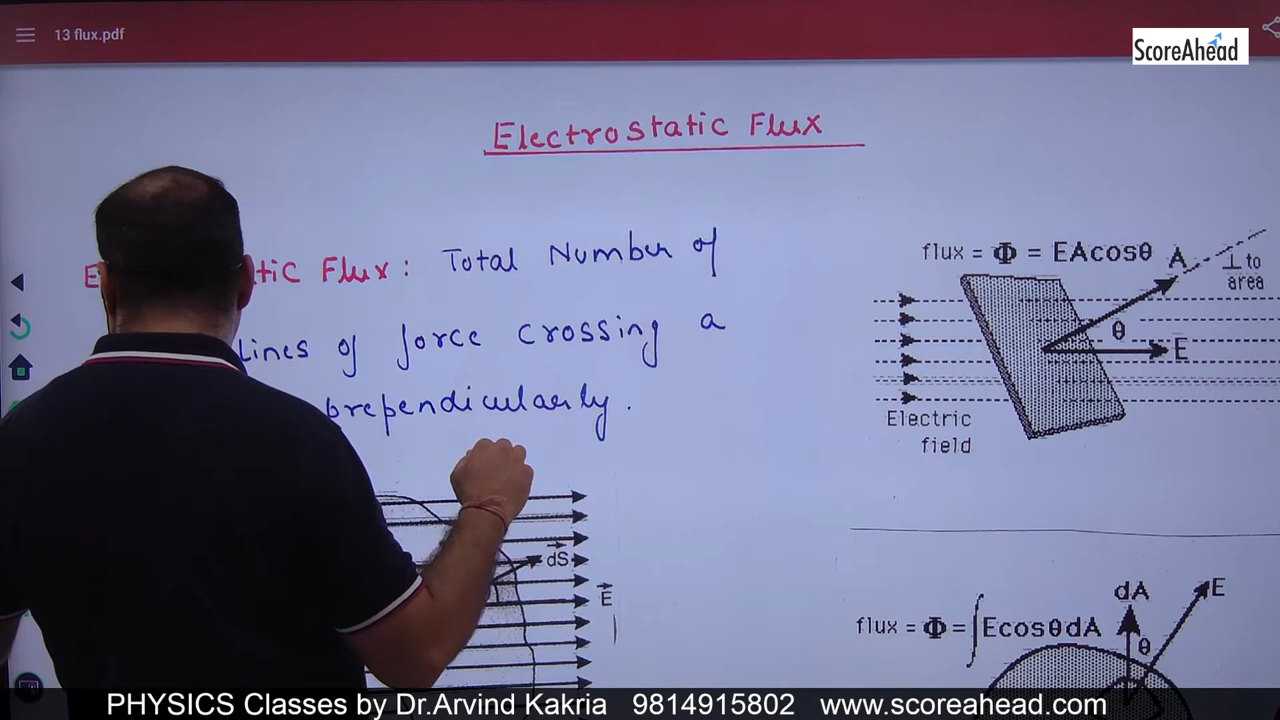 13 flux.pdf
ScoreAhead
Electrostatic Flux
tic Flux : Total Number of
lines of force crossing a
prependicularly.
flux = Φ = EAcosθ
A
⊥ to
area
θ
E
Electric
field
dS
E
flux = Φ = ∫ Ecosθ dA
dA
E
θ
PHYSICS Classes by Dr.Arvind Kakria 9814915802 www.scoreahead.com